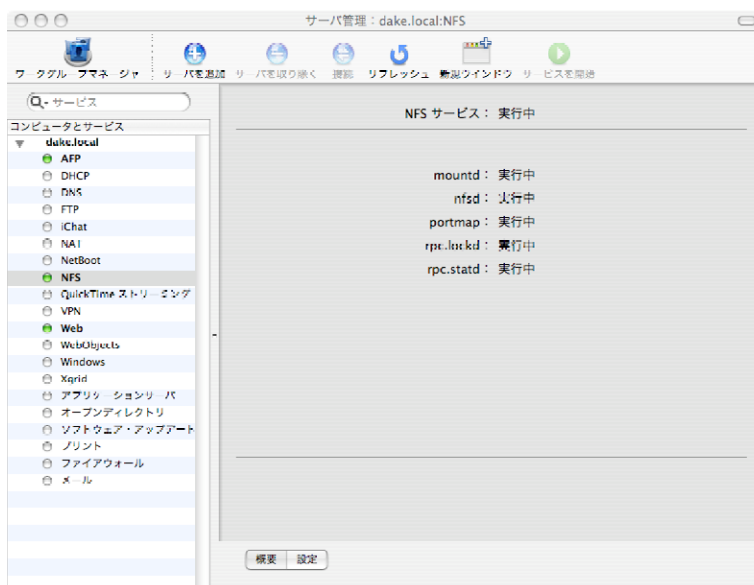 サーバ管理：dake.local:NFS
ワークグループマネージャ サーバを追加 サーバを取り除く 接続 リフレッシュ 新規ウインドウ サービスを開始
サービス
コンピュータとサービス
dake.local
AFP
DHCP
DNS
FTP
iChat
NAT
NetBoot
NFS
QuickTime ストリーミング
VPN
Web
WebObjects
Windows
Xgrid
アプリケーションサーバ
オープンディレクトリ
ソフトウェア・アップデート
プリント
ファイアウォール
メール
NFS サービス： 実行中
mountd： 実行中
nfsd： 実行中
portmap： 実行中
rpc.lockd： 実行中
rpc.statd： 実行中
概要 設定